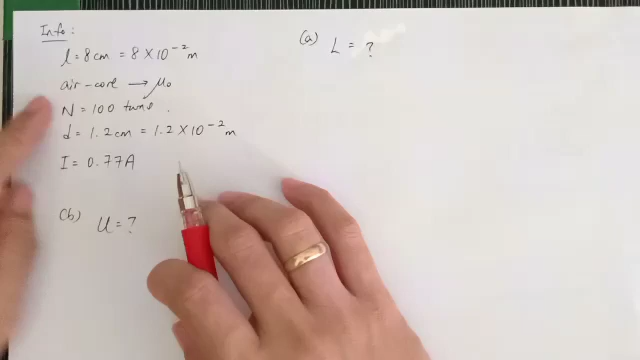 Info:
l = 8 cm = 8 × 10⁻² m
air-core → μ₀
N = 100 turns.
d = 1.2 cm = 1.2 × 10⁻² m
I = 0.77A
(b) U = ?
(a) L = ?